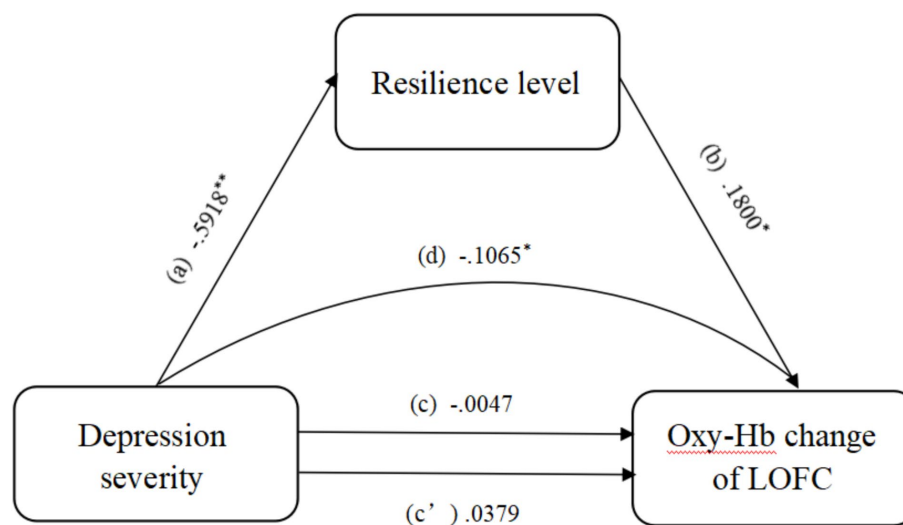 Resilience level
(a) -.5918**
(b) .1800*
(d) -.1065*
Depression
severity
(c) -.0047
(c’) .0379
Oxy-Hb change
of LOFC